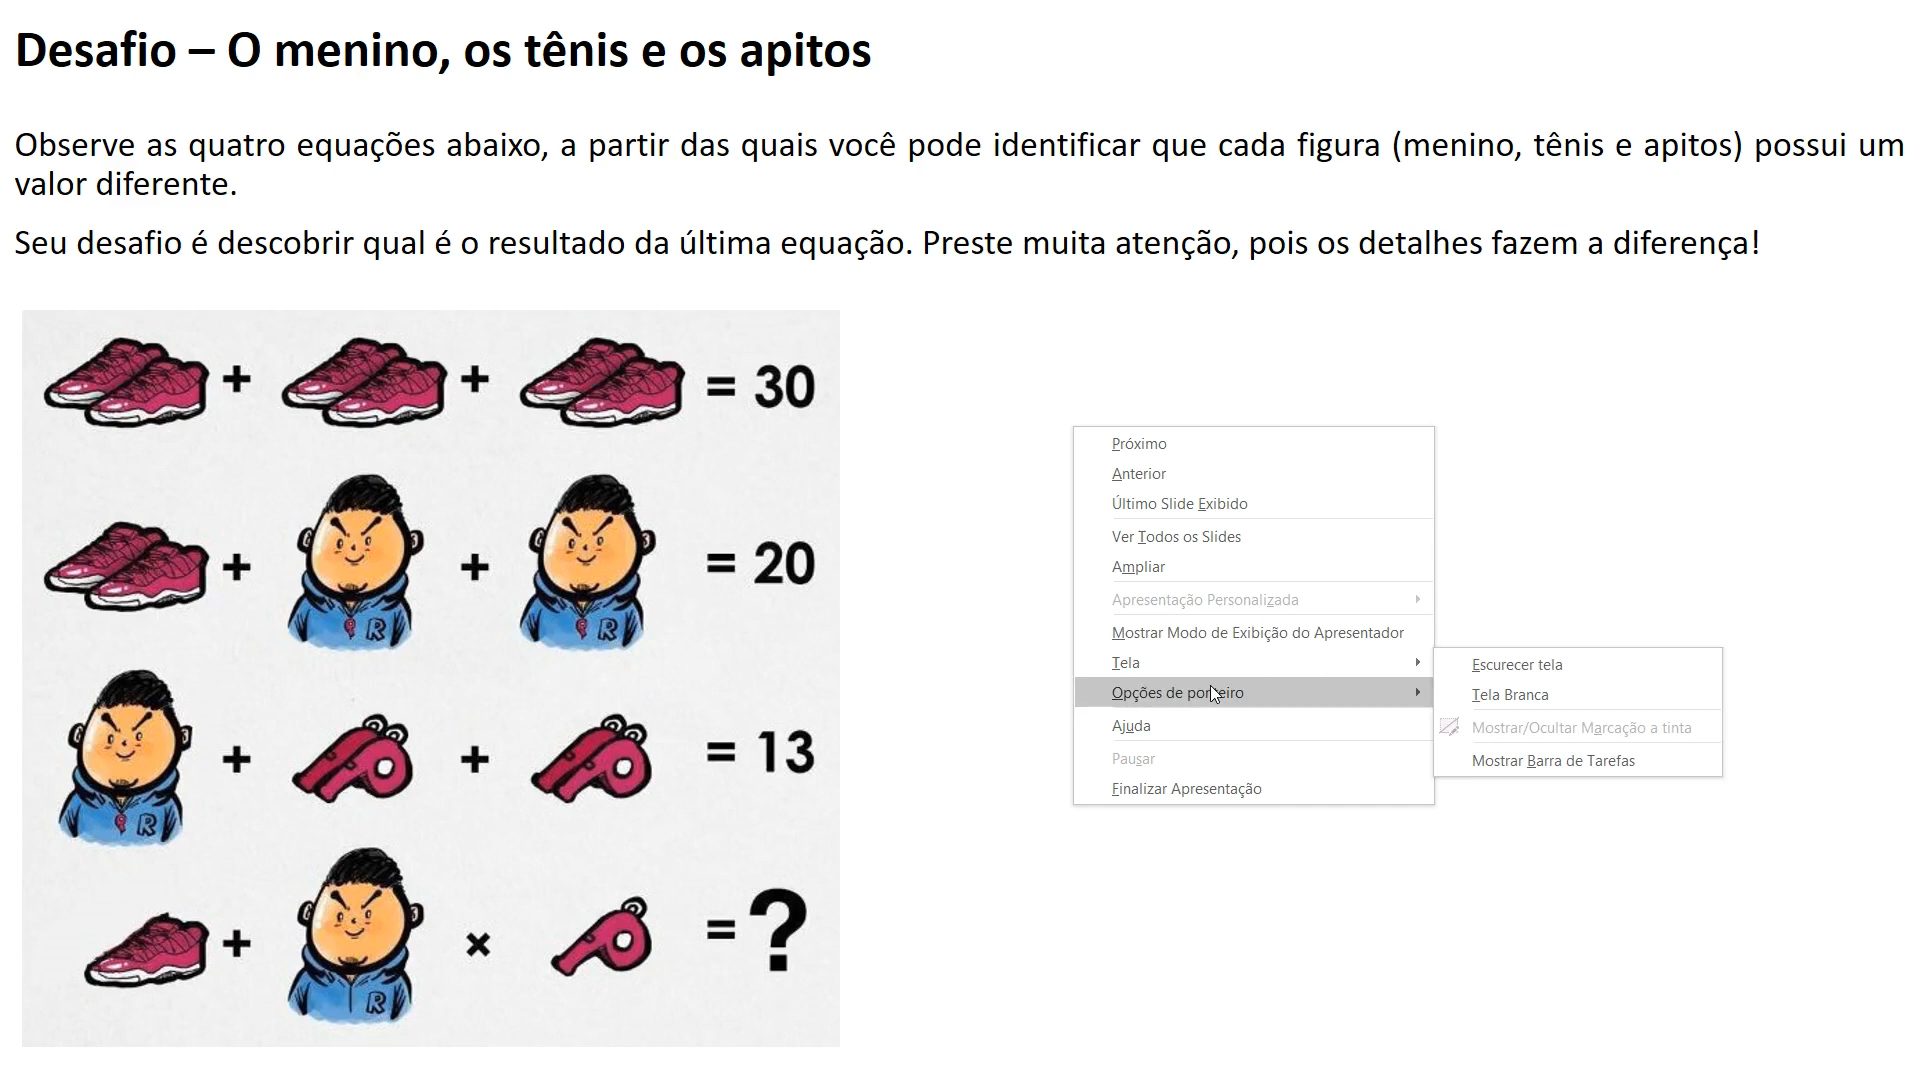 Desafio – O menino, os tênis e os apitos
Observe as quatro equações abaixo, a partir das quais você pode identificar que cada figura (menino, tênis e apitos) possui um
valor diferente.
Seu desafio é descobrir qual é o resultado da última equação. Preste muita atenção, pois os detalhes fazem a diferença!
+ + = 30
+ + = 20
R R
+ + = 13
R
+ × = ?
R
Próximo
Anterior
Último Slide Exibido
Ver Todos os Slides
Ampliar
Apresentação Personalizada
Mostrar Modo de Exibição do Apresentador
Tela
Opções de ponteiro
Ajuda
Pausar
Finalizar Apresentação
Escurecer tela
Tela Branca
Mostrar/Ocultar Marcação a tinta
Mostrar Barra de Tarefas